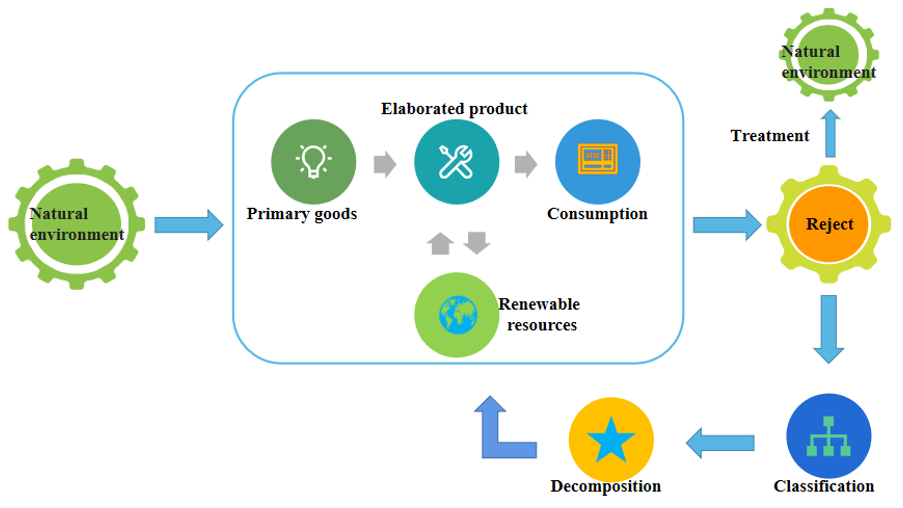 Natural
environment
Elaborated product
Primary goods
Consumption
Renewable
resources
Natural
environment
Treatment
Reject
Decomposition
Classification